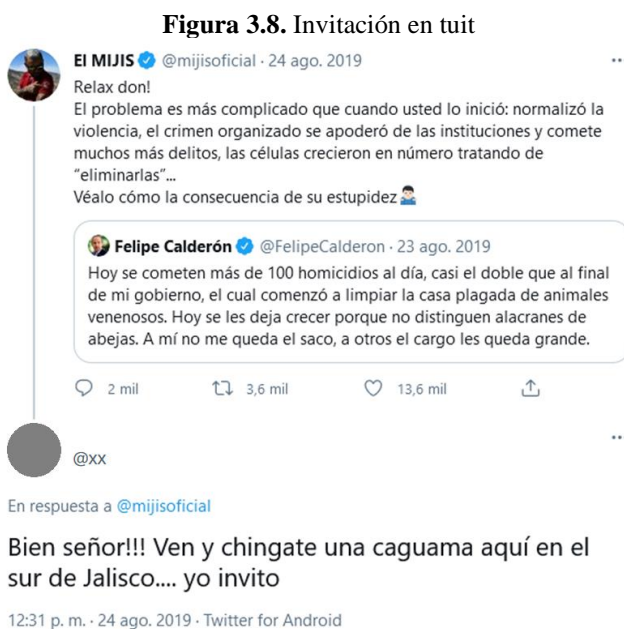 Figura 3.8. Invitación en tuit
El MIJIS @mijisoficial · 24 ago. 2019
Relax don!
El problema es más complicado que cuando usted lo inició: normalizó la
violencia, el crimen organizado se apoderó de las instituciones y comete
muchos más delitos, las células crecieron en número tratando de
“eliminarlas”...
Véalo cómo la consecuencia de su estupidez
Felipe Calderón @FelipeCalderon · 23 ago. 2019
Hoy se cometen más de 100 homicidios al día, casi el doble que al final
de mi gobierno, el cual comenzó a limpiar la casa plagada de animales
venenosos. Hoy se les deja crecer porque no distinguen alacranes de
abejas. A mí no me queda el saco, a otros el cargo les queda grande.
2 mil 3,6 mil 13,6 mil
@xx
En respuesta a @mijisoficial
Bien señor!!! Ven y chingate una caguama aquí en el
sur de Jalisco.... yo invito
12:31 p. m. · 24 ago. 2019 · Twitter for Android